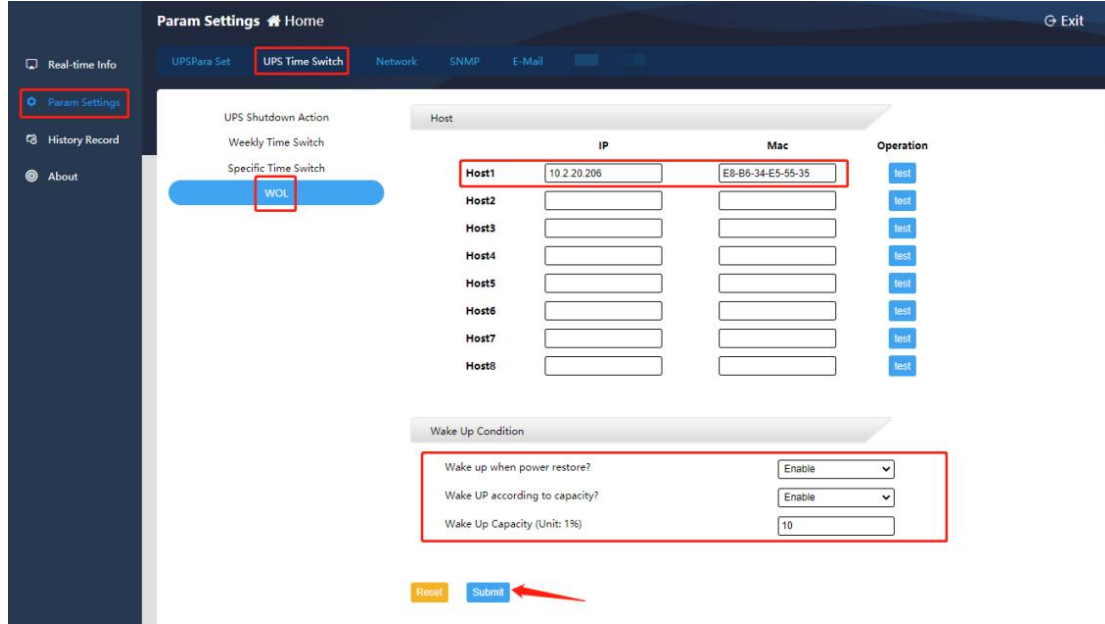 Param Settings Home Exit
Real-time Info
Param Settings
History Record
About
UPSPara Set UPS Time Switch Network SNMP E-Mail
UPS Shutdown Action
Weekly Time Switch
Specific Time Switch
WOL
Host
IP Mac Operation
Host1 10.2.20.206 E8-B6-34-E5-55-35 test
Host2 test
Host3 test
Host4 test
Host5 test
Host6 test
Host7 test
Host8 test
Wake Up Condition
Wake up when power restore? Enable
Wake UP according to capacity? Enable
Wake Up Capacity (Unit: 1%) 10
Reset Submit